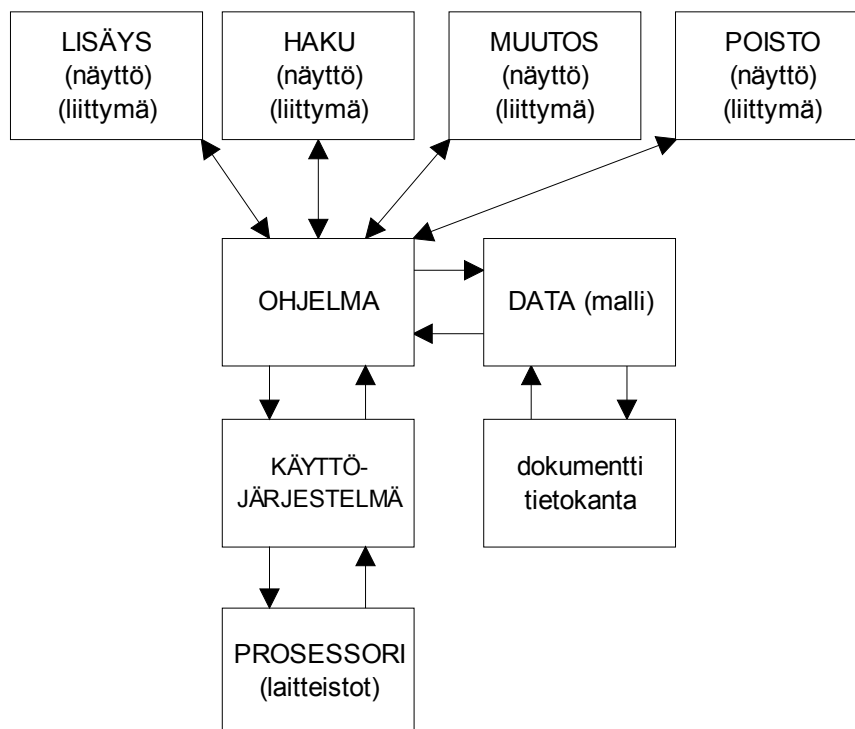 LISÄYS
(näyttö)
(liittymä)
HAKU
(näyttö)
(liittymä)
MUUTOS
(näyttö)
(liittymä)
POISTO
(näyttö)
(liittymä)
OHJELMA
DATA (malli)
KÄYTTÖ-
JÄRJESTELMÄ
dokumentti
tietokanta
PROSESSORI
(laitteistot)